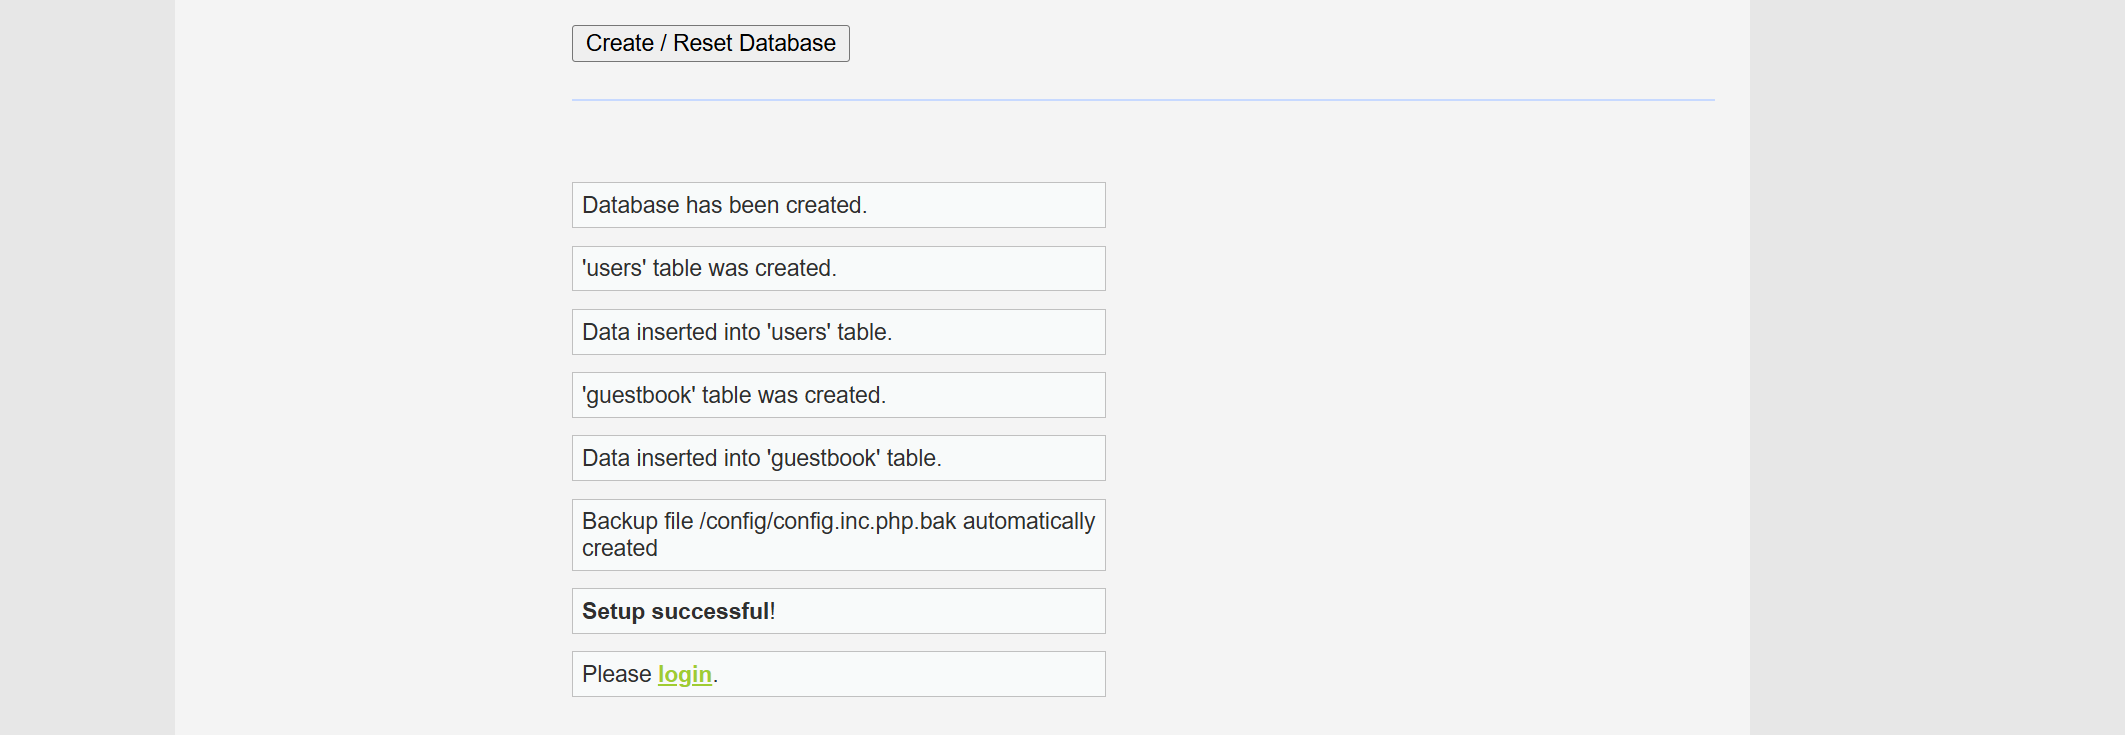 Create / Reset Database
Database has been created.
'users' table was created.
Data inserted into 'users' table.
'guestbook' table was created.
Data inserted into 'guestbook' table.
Backup file /config/config.inc.php.bak automatically
created
Setup successful!
Please login.